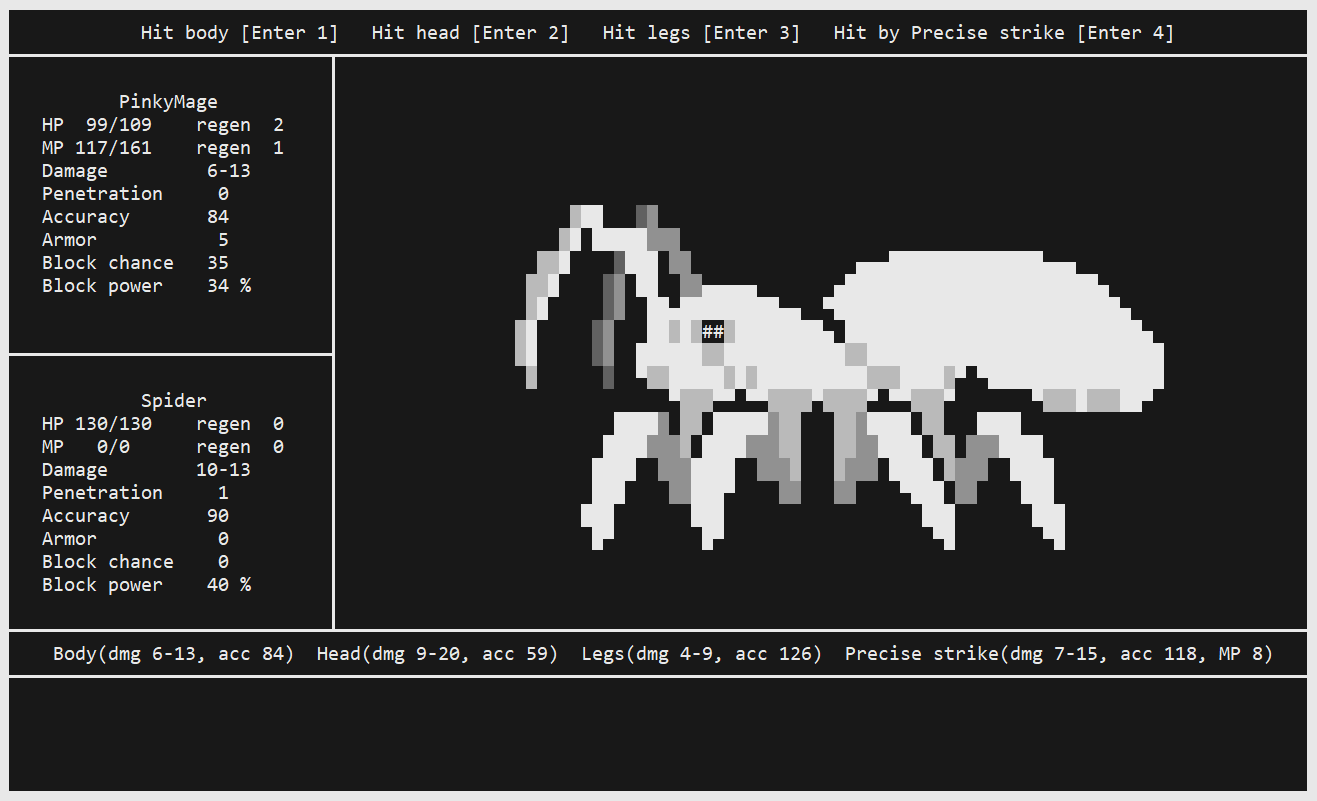 Hit body [Enter 1]   Hit head [Enter 2]   Hit legs [Enter 3]   Hit by Precise strike [Enter 4]
PinkyMage
HP  99/109    regen  2
MP 117/161    regen  1
Damage         6-13
Penetration     0
Accuracy       84
Armor           5
Block chance   35
Block power    34 %
##
Spider
HP 130/130    regen  0
MP   0/0      regen  0
Damage        10-13
Penetration     1
Accuracy       90
Armor           0
Block chance    0
Block power    40 %
Body(dmg 6-13, acc 84)  Head(dmg 9-20, acc 59)  Legs(dmg 4-9, acc 126)  Precise strike(dmg 7-15, acc 118, MP 8)